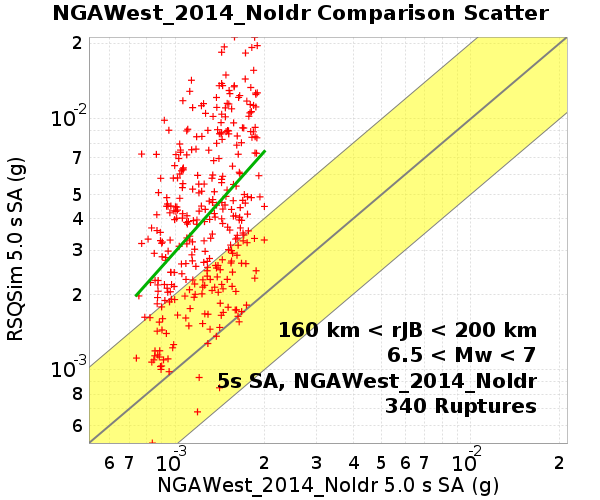 NGAWest_2014_NoIdr Comparison Scatter
RSQSim 5.0 s SA (g)
2
10-2
7
5
4
3
2
10-3
8
6
160 km < rJB < 200 km
6.5 < Mw < 7
5s SA, NGAWest_2014_NoIdr
340 Ruptures
6 7 10-3 2 3 4 5 6 7 10-2 2
NGAWest_2014_NoIdr 5.0 s SA (g)